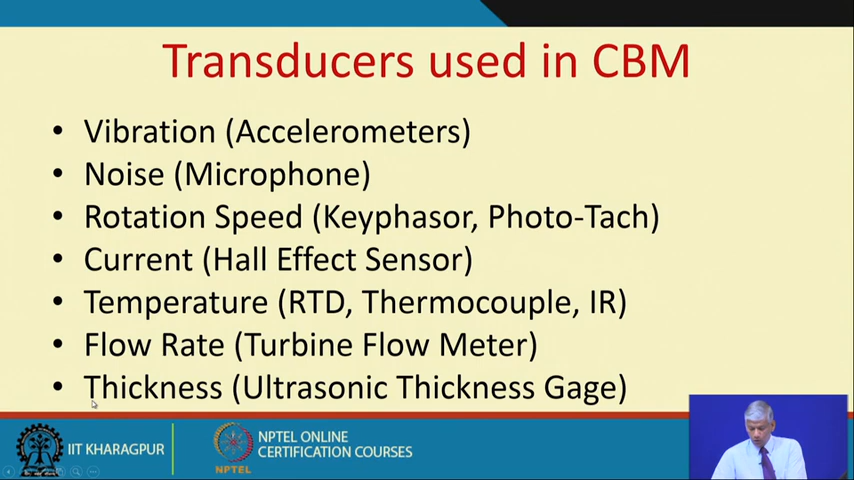 Transducers used in CBM
• Vibration (Accelerometers)
• Noise (Microphone)
• Rotation Speed (Keyphasor, Photo-Tach)
• Current (Hall Effect Sensor)
• Temperature (RTD, Thermocouple, IR)
• Flow Rate (Turbine Flow Meter)
• Thickness (Ultrasonic Thickness Gage)
IIT KHARAGPUR
NPTEL
NPTEL ONLINE
CERTIFICATION COURSES